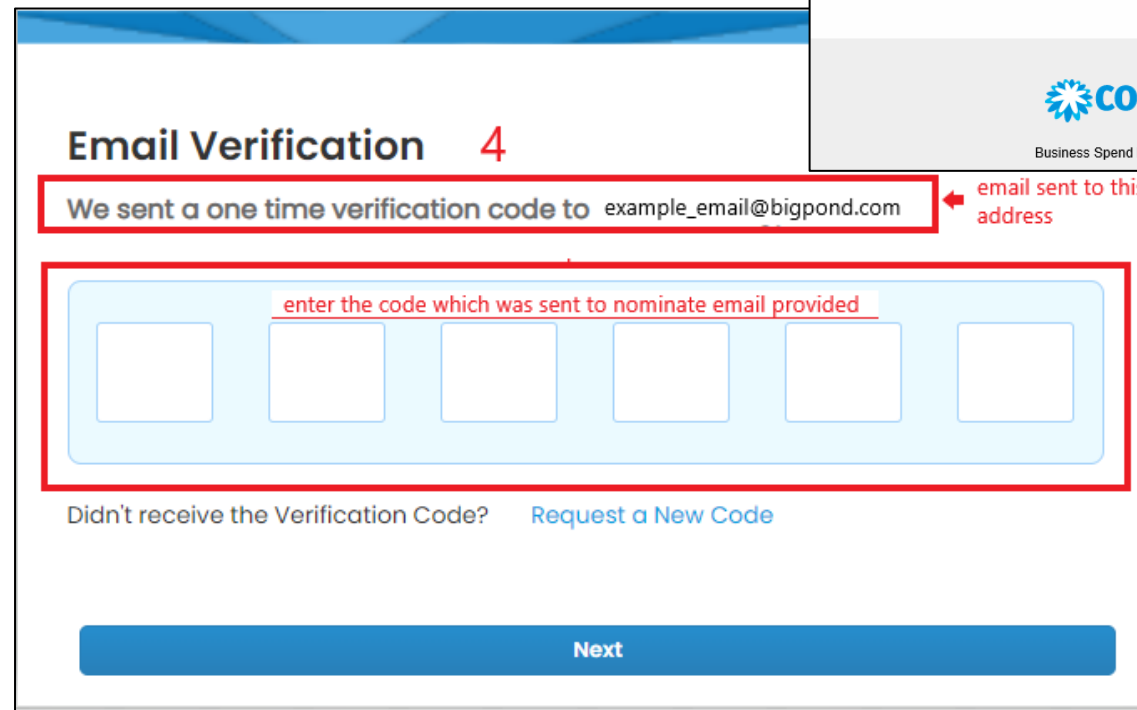 CO
Business Spend
Email Verification 4
We sent a one time verification code to example_email@bigpond.com
email sent to this
address
enter the code which was sent to nominate email provided
Didn't receive the Verification Code? Request a New Code
Next